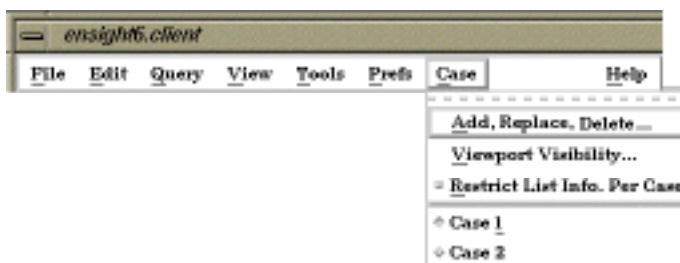 ensight6.client
File Edit Query View Tools Prefs Case Help
Add, Replace, Delete...
Viewport Visibility...
Restrict List Info. Per Case
Case 1
Case 2